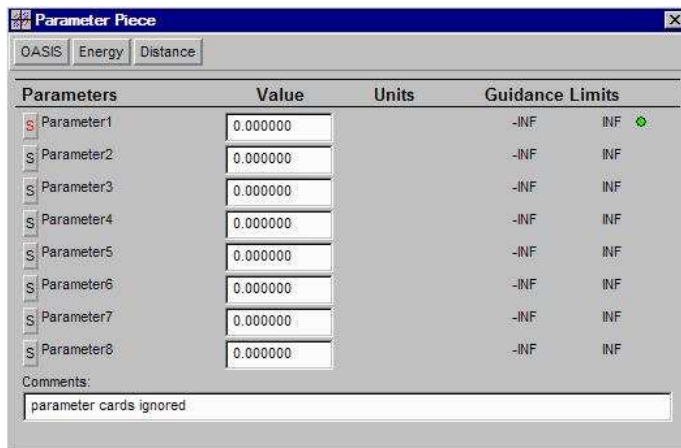 Parameter Piece
OASIS Energy Distance
Parameters Value Units Guidance Limits
S Parameter1 0.000000 -INF INF
S Parameter2 0.000000 -INF INF
S Parameter3 0.000000 -INF INF
S Parameter4 0.000000 -INF INF
S Parameter5 0.000000 -INF INF
S Parameter6 0.000000 -INF INF
S Parameter7 0.000000 -INF INF
S Parameter8 0.000000 -INF INF
Comments:
parameter cards ignored